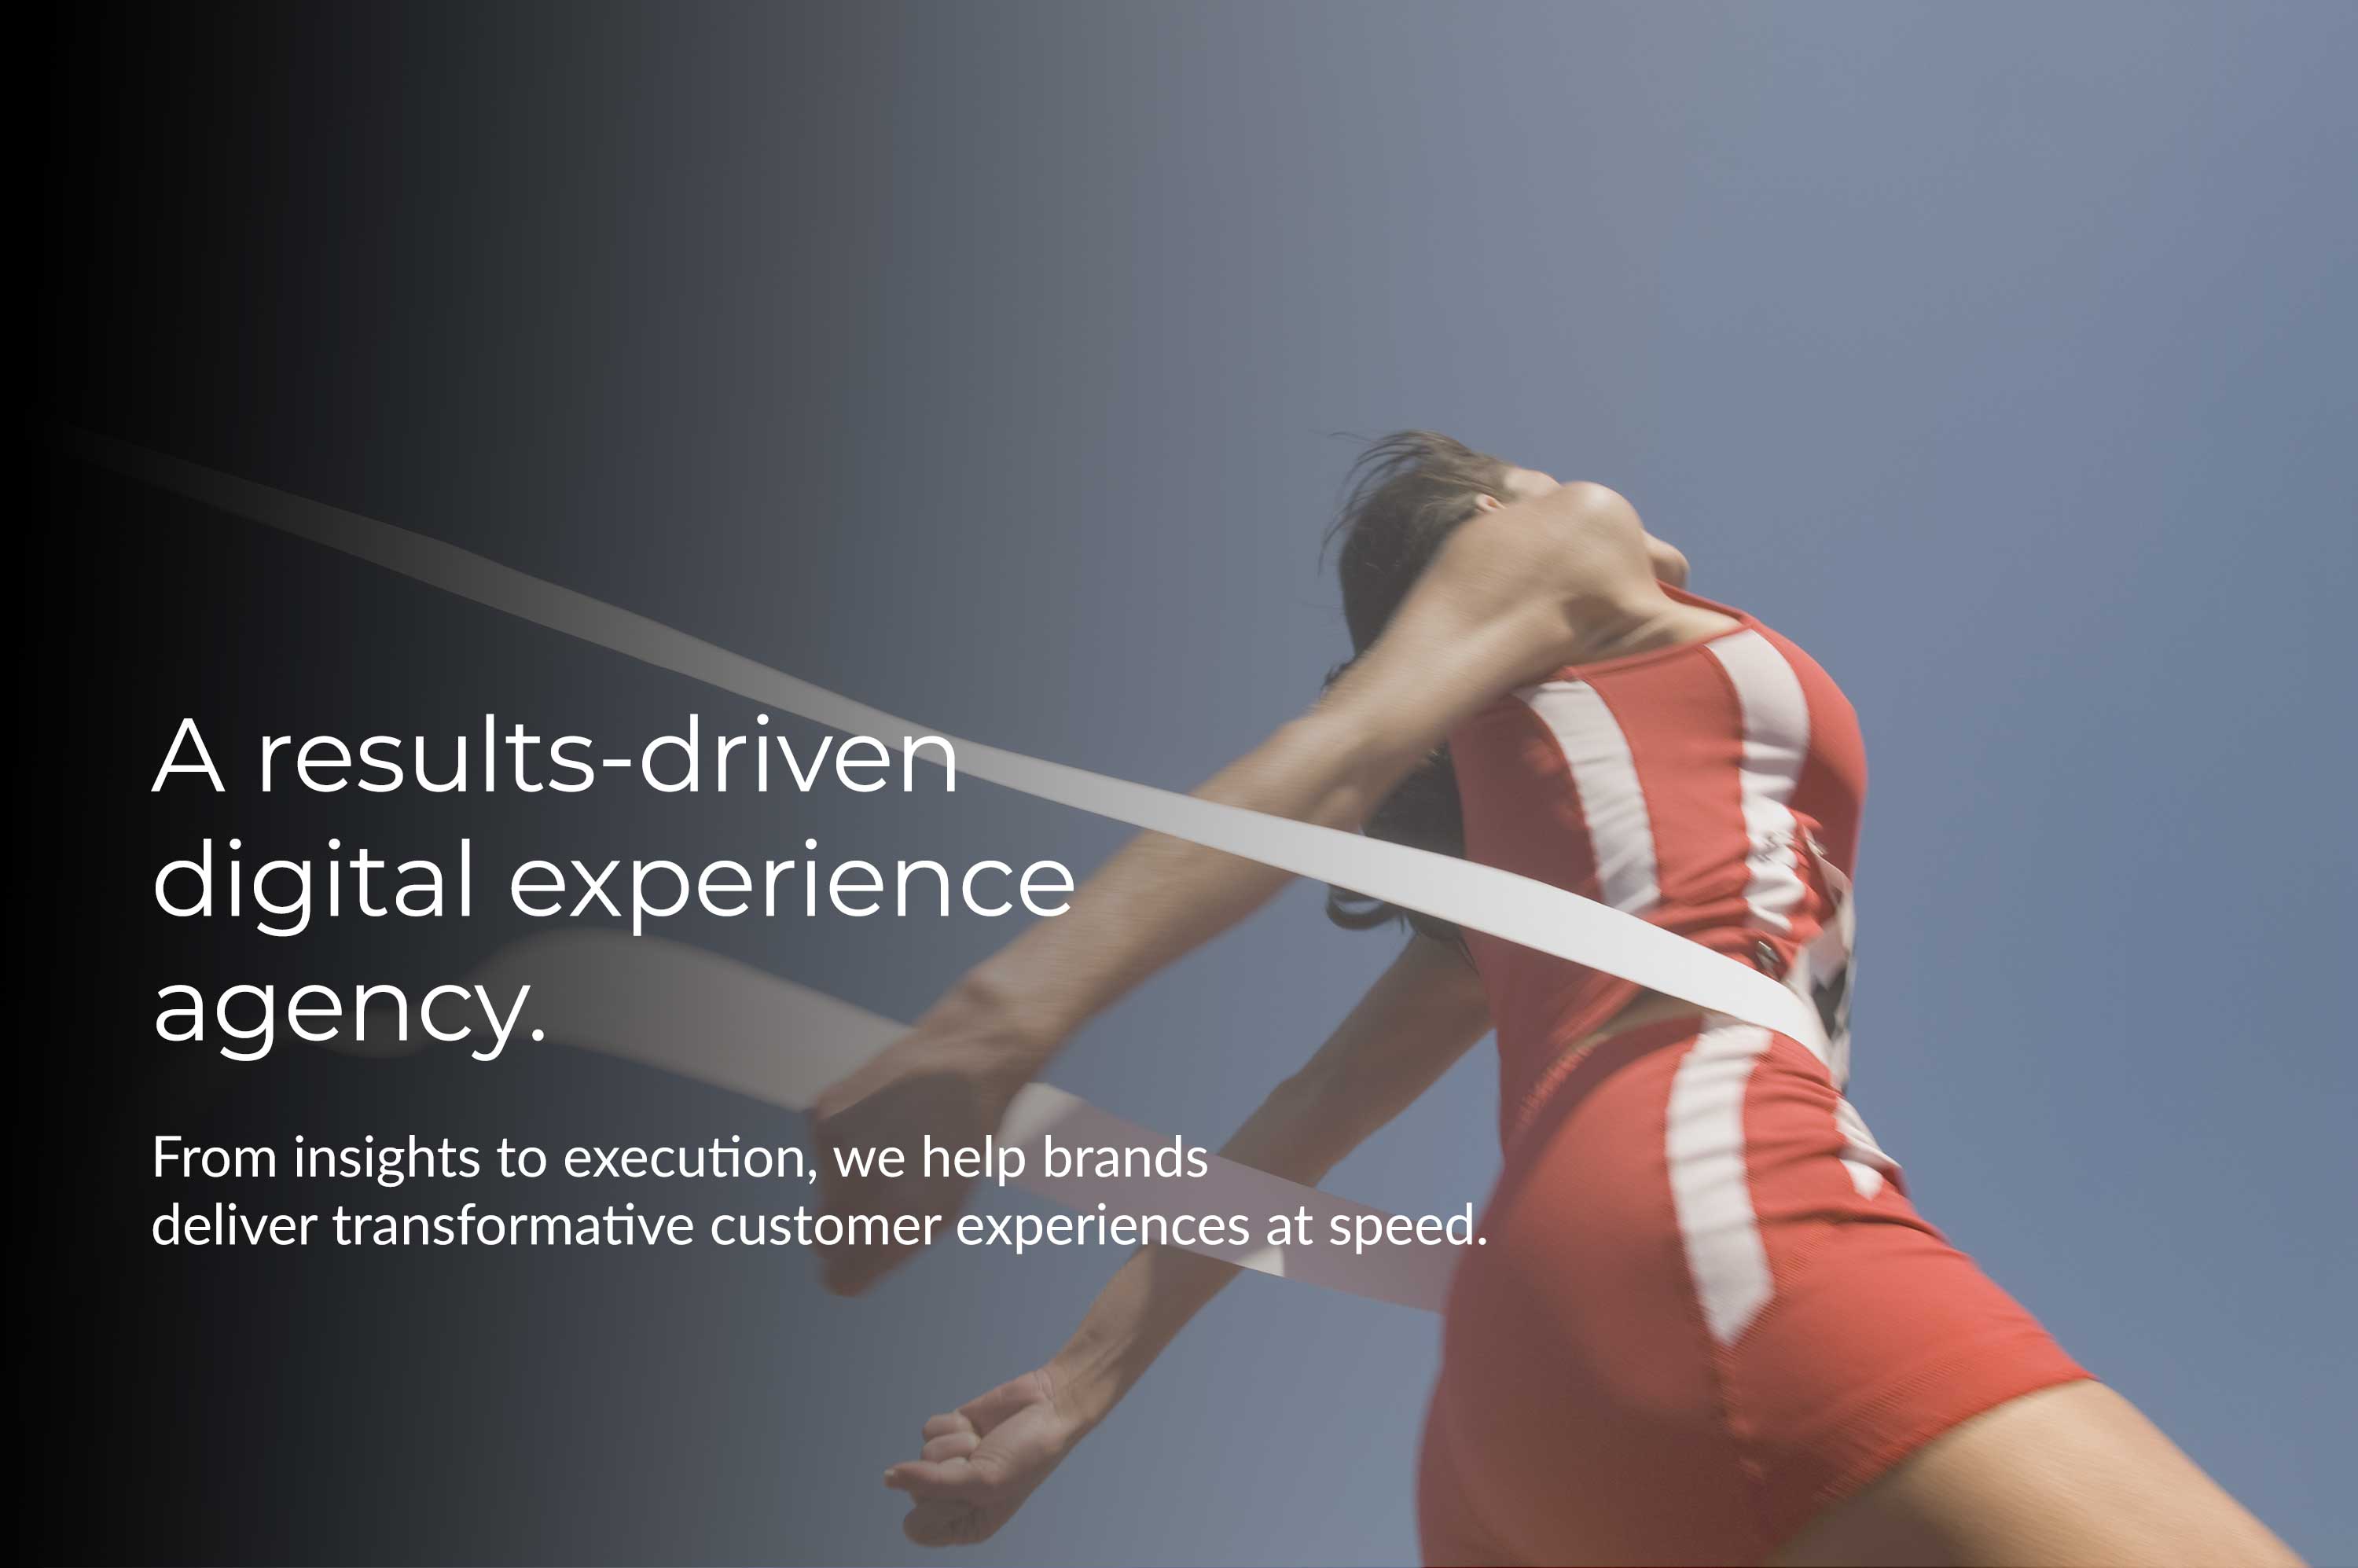 A results-driven
digital experience
agency.
From insights to execution, we help brands
deliver transformative customer experiences at speed.